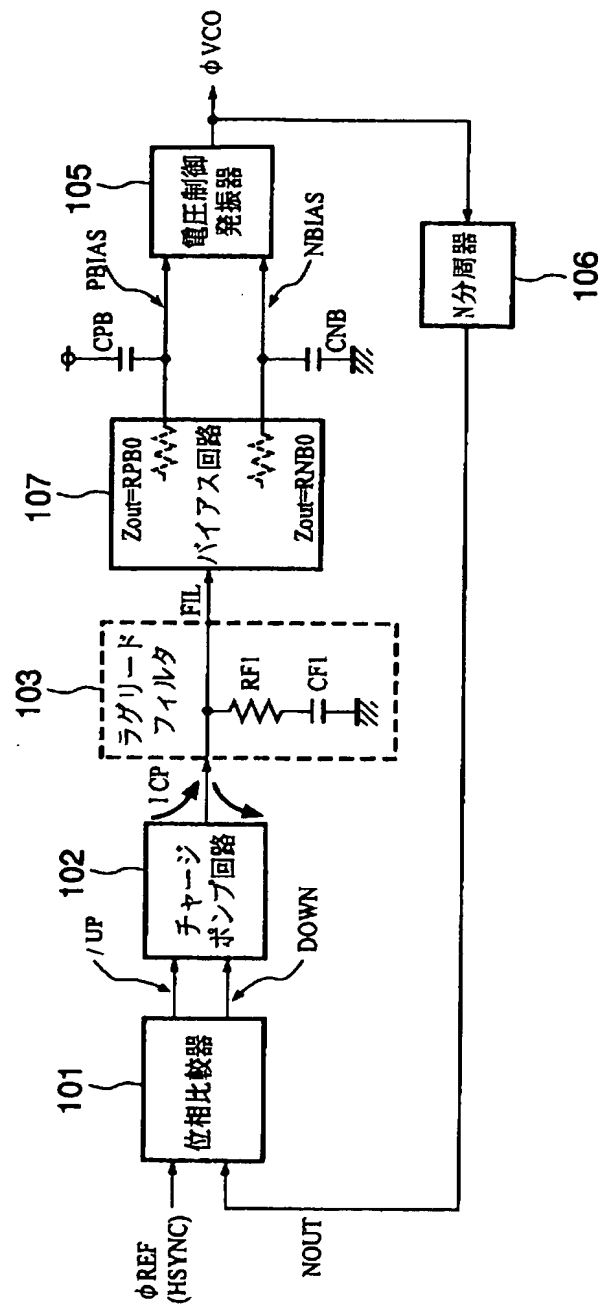 101
位相比較器
φREF
(HSYNC)
NOUT
/UP
DOWN
102
チャージ
ポンプ回路
ICP
103
ラグリード
フィルタ
RF1
CF1
FIL
107
Zout=RPB0
バイアス回路
Zout=RNB0
CPB
PBIAS
CNB
NBIAS
105
電圧制御
発振器
φVCO
N分周器
106